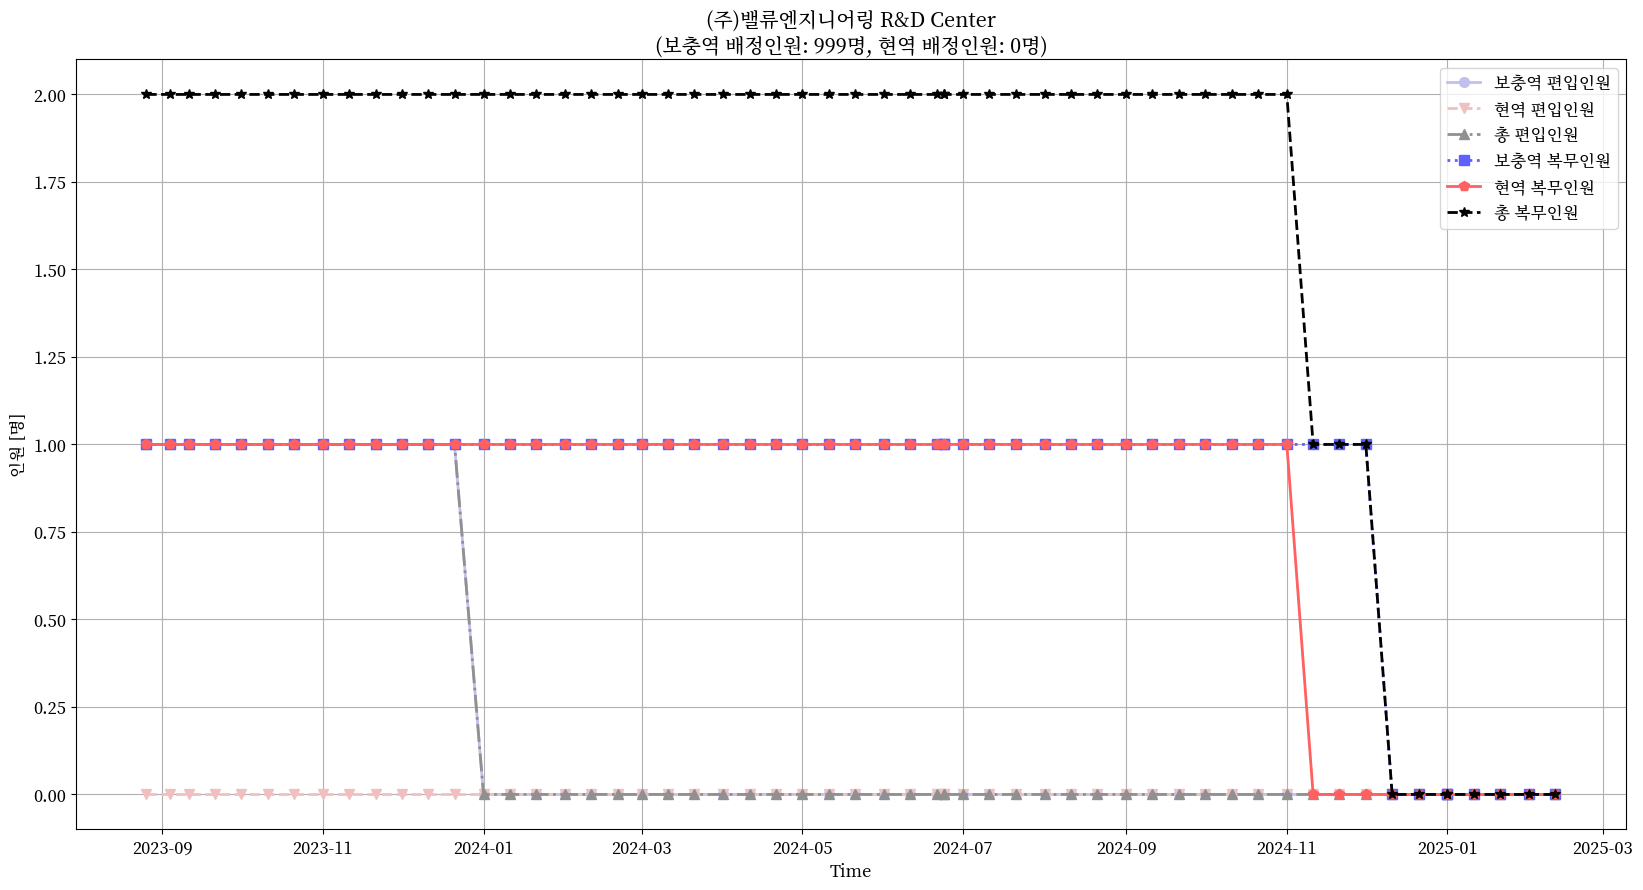 (주)밸류엔지니어링 R&D Center
(보충역 배정인원: 999명, 현역 배정인원: 0명)
보충역 편입인원
현역 편입인원
총 편입인원
보충역 복무인원
현역 복무인원
총 복무인원
인원 [명]
2.00
1.75
1.50
1.25
1.00
0.75
0.50
0.25
0.00
2023-09
2023-11
2024-01
2024-03
2024-05
2024-07
2024-09
2024-11
2025-01
2025-03
Time